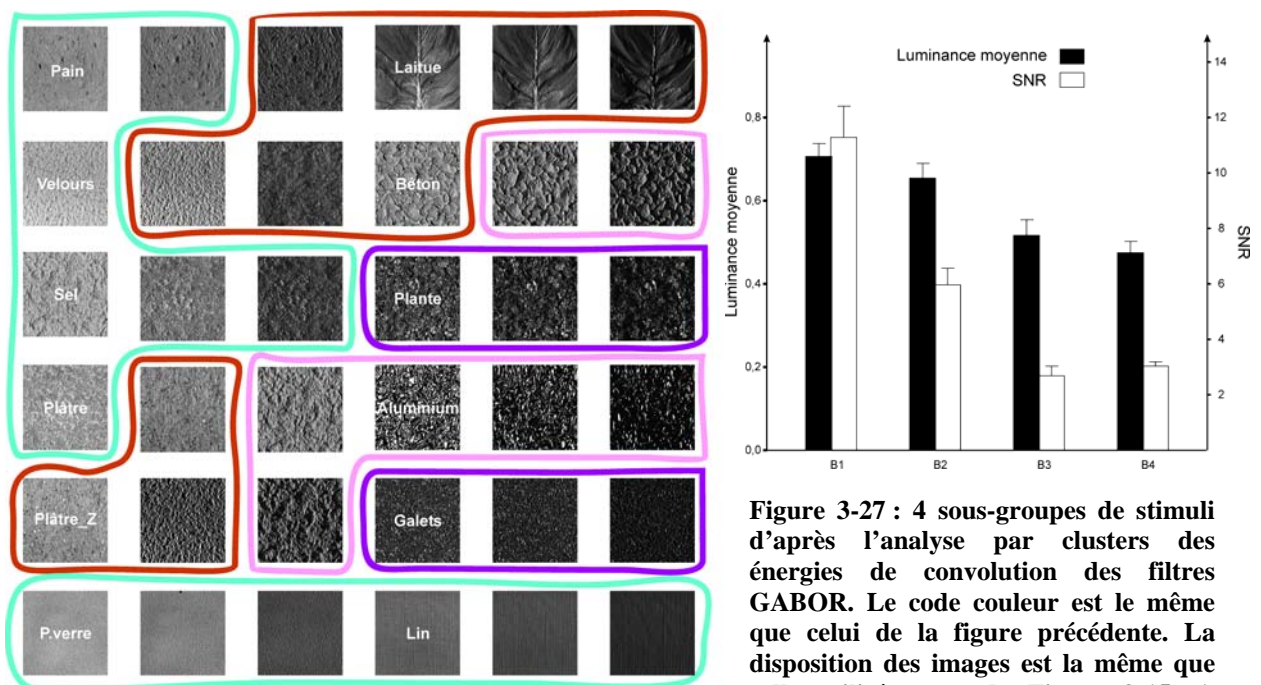 Pain
Laitue
Velours
Bêton
Sel
Plante
Plâtre
Aluminium
Plâtre_Z
Galets
P.verre
Lin
Luminance moyenne
SNR
Luminance moyenne
0,8
0,6
0,4
0,2
0,0
14
12
10
8
6
4
2
SNR
B1 B2 B3 B4
Figure 3-27 : 4 sous-groupes de stimuli
d'après l'analyse par clusters des
énergies de convolution des filtres
GABOR. Le code couleur est le même
que celui de la figure précédente. La
disposition des images est la même que